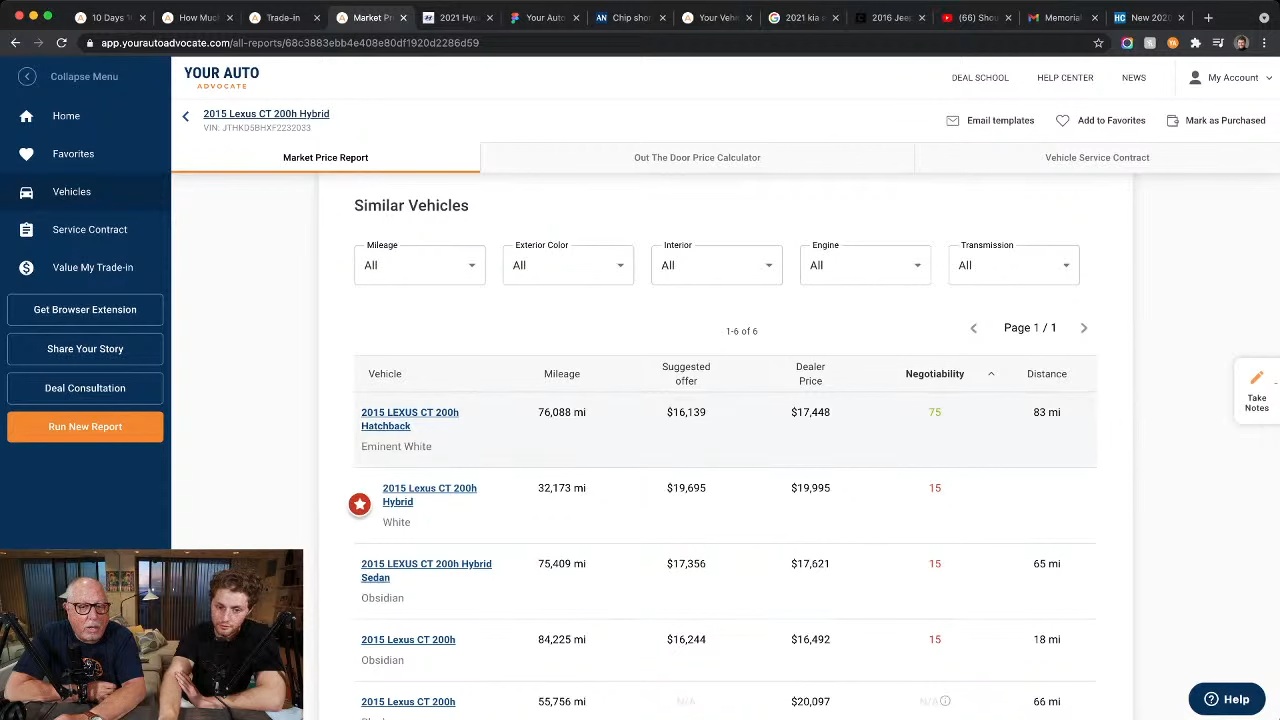 10 Days 1
How Much
Trade-in
Market Pri
2021 Hyu
Your Auto
Chip shor
Your Vehe
2021 kia s
2016 Jeep
(66) Shou
Memorial
New 2020
app.yourautoadvocate.com/all-reports/68c3883ebb4e408e80df1920d2286d59
Collapse Menu
Home
Favorites
Vehicles
Service Contract
Value My Trade-in
Get Browser Extension
Share Your Story
Deal Consultation
Run New Report
YOUR AUTO
ADVOCATE
DEAL SCHOOL
HELP CENTER
NEWS
My Account
2015 Lexus CT 200h Hybrid
VIN: JTHKD5BHXF2232033
Email templates
Add to Favorites
Mark as Purchased
Market Price Report
Out The Door Price Calculator
Vehicle Service Contract
Similar Vehicles
Mileage
All
Exterior Color
All
Interior
All
Engine
All
Transmission
All
1-6 of 6
Page 1 / 1
Vehicle
Mileage
Suggested
offer
Dealer
Price
Negotiability
Distance
2015 LEXUS CT 200h
Hatchback
Eminent White
76,088 mi
$16,139
$17,448
75
83 mi
2015 Lexus CT 200h
Hybrid
White
32,173 mi
$19,695
$19,995
15
2015 LEXUS CT 200h Hybrid
Sedan
Obsidian
75,409 mi
$17,356
$17,621
15
65 mi
2015 Lexus CT 200h
Obsidian
84,225 mi
$16,244
$16,492
15
18 mi
2015 Lexus CT 200h
55,756 mi
N/A
$20,097
N/A
66 mi
Take
Notes
Help